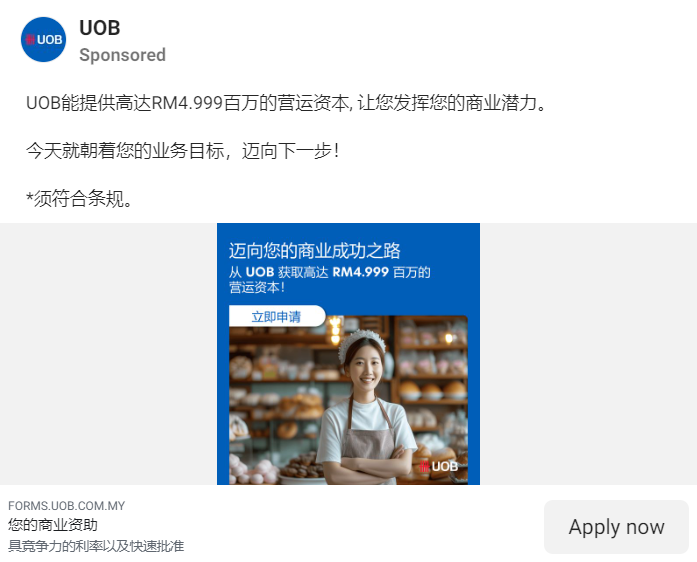 UOB
UOB
Sponsored
UOB能提供高达RM4.999百万的营运资本, 让您发挥您的商业潜力。
今天就朝着您的业务目标，迈向下一步！
*须符合条规。
迈向您的商业成功之路
从 UOB 获取高达 RM4.999 百万的
营运资本！
立即申请
UOB
FORMS.UOB.COM.MY
您的商业资助
具竞争力的利率以及快速批准
Apply now